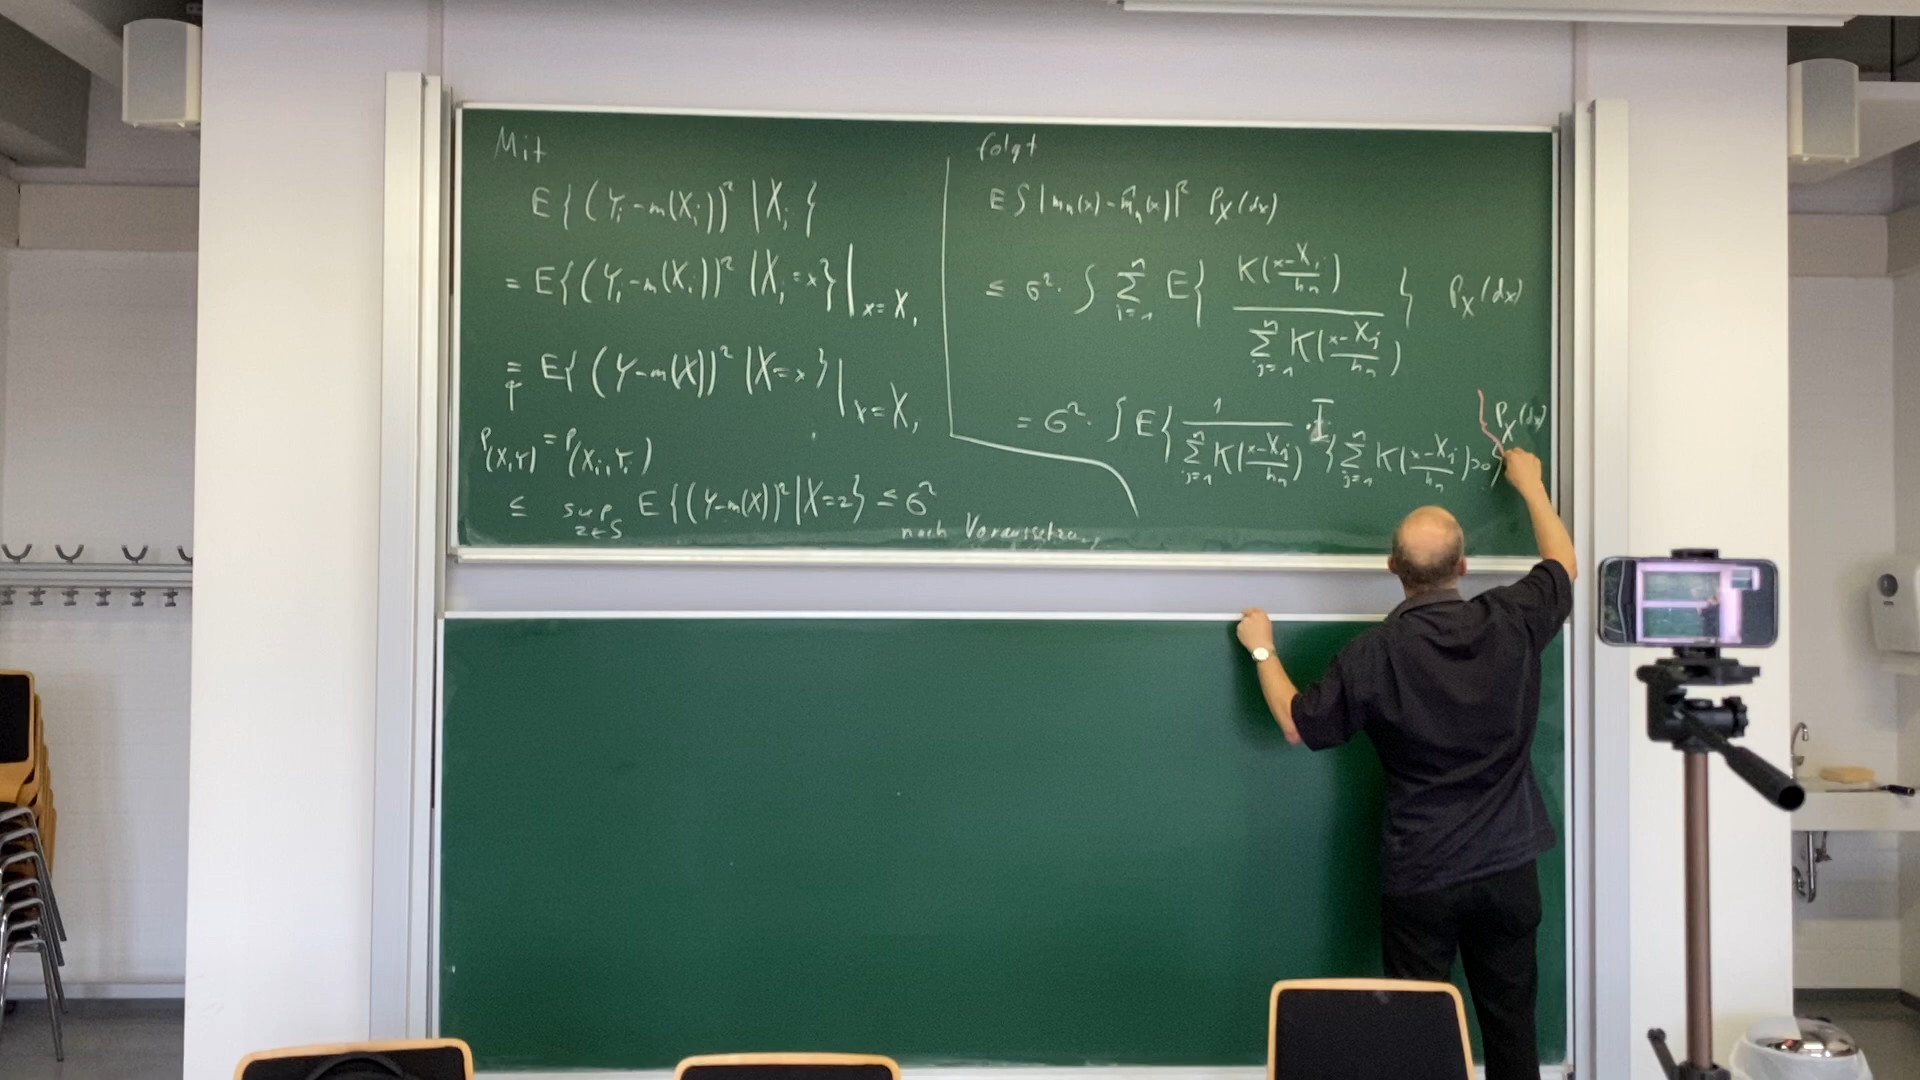 Mit
E{ (Y_i - m(X_i))² | X_i }
= E{ (Y_i - m(X_i))² | X_i = x } |_{x = X_i}
= E{ (Y - m(X))² | X = x } |_{x = X_i}
↑
P_(X,Y) = P_(X_i, Y_i)
≤ sup_{z∈S} E{ (Y - m(X))² | X = z } ≤ σ²
nach Voraussetzung
folgt
E ∫ | m_n(x) - m̂_n(x) |² P_X(dx)
≤ σ² · ∫ Σ_{i=1}^n E{ K((x - X_i)/h_n) / Σ_{j=1}^n K((x - X_j)/h_n) } P_X(dx)
= σ² · ∫ E{ 1 / Σ_{j=1}^n K((x - X_j)/h_n) · I_{ Σ_{j=1}^n K((x - X_j)/h_n) > 0 } } P_X(dx)